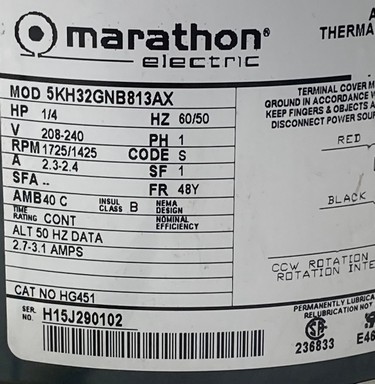 marathon®
electric
MOD 5KH32GNB813AX
HP 1/4 HZ 60/50
V 208-240 PH 1
RPM 1725/1425 CODE S
A 2.3-2.4 SF 1
SFA -- FR 48Y
AMB 40 C INSUL CLASS B NEMA DESIGN
TIME RATING CONT NOMINAL EFFICIENCY
ALT 50 HZ DATA
2.7-3.1 AMPS
CAT NO HG451
SER. NO. H15J290102
THERMA
TERMINAL COVER M
GROUND IN ACCORDANCE W
KEEP FINGERS &
DISCONNECT POWER SOU
RED
BLACK
CCW ROTATION
ROTATION INTE
PERMANENTLY LUBRICA
RELUBRICATION NOT
236833 E46